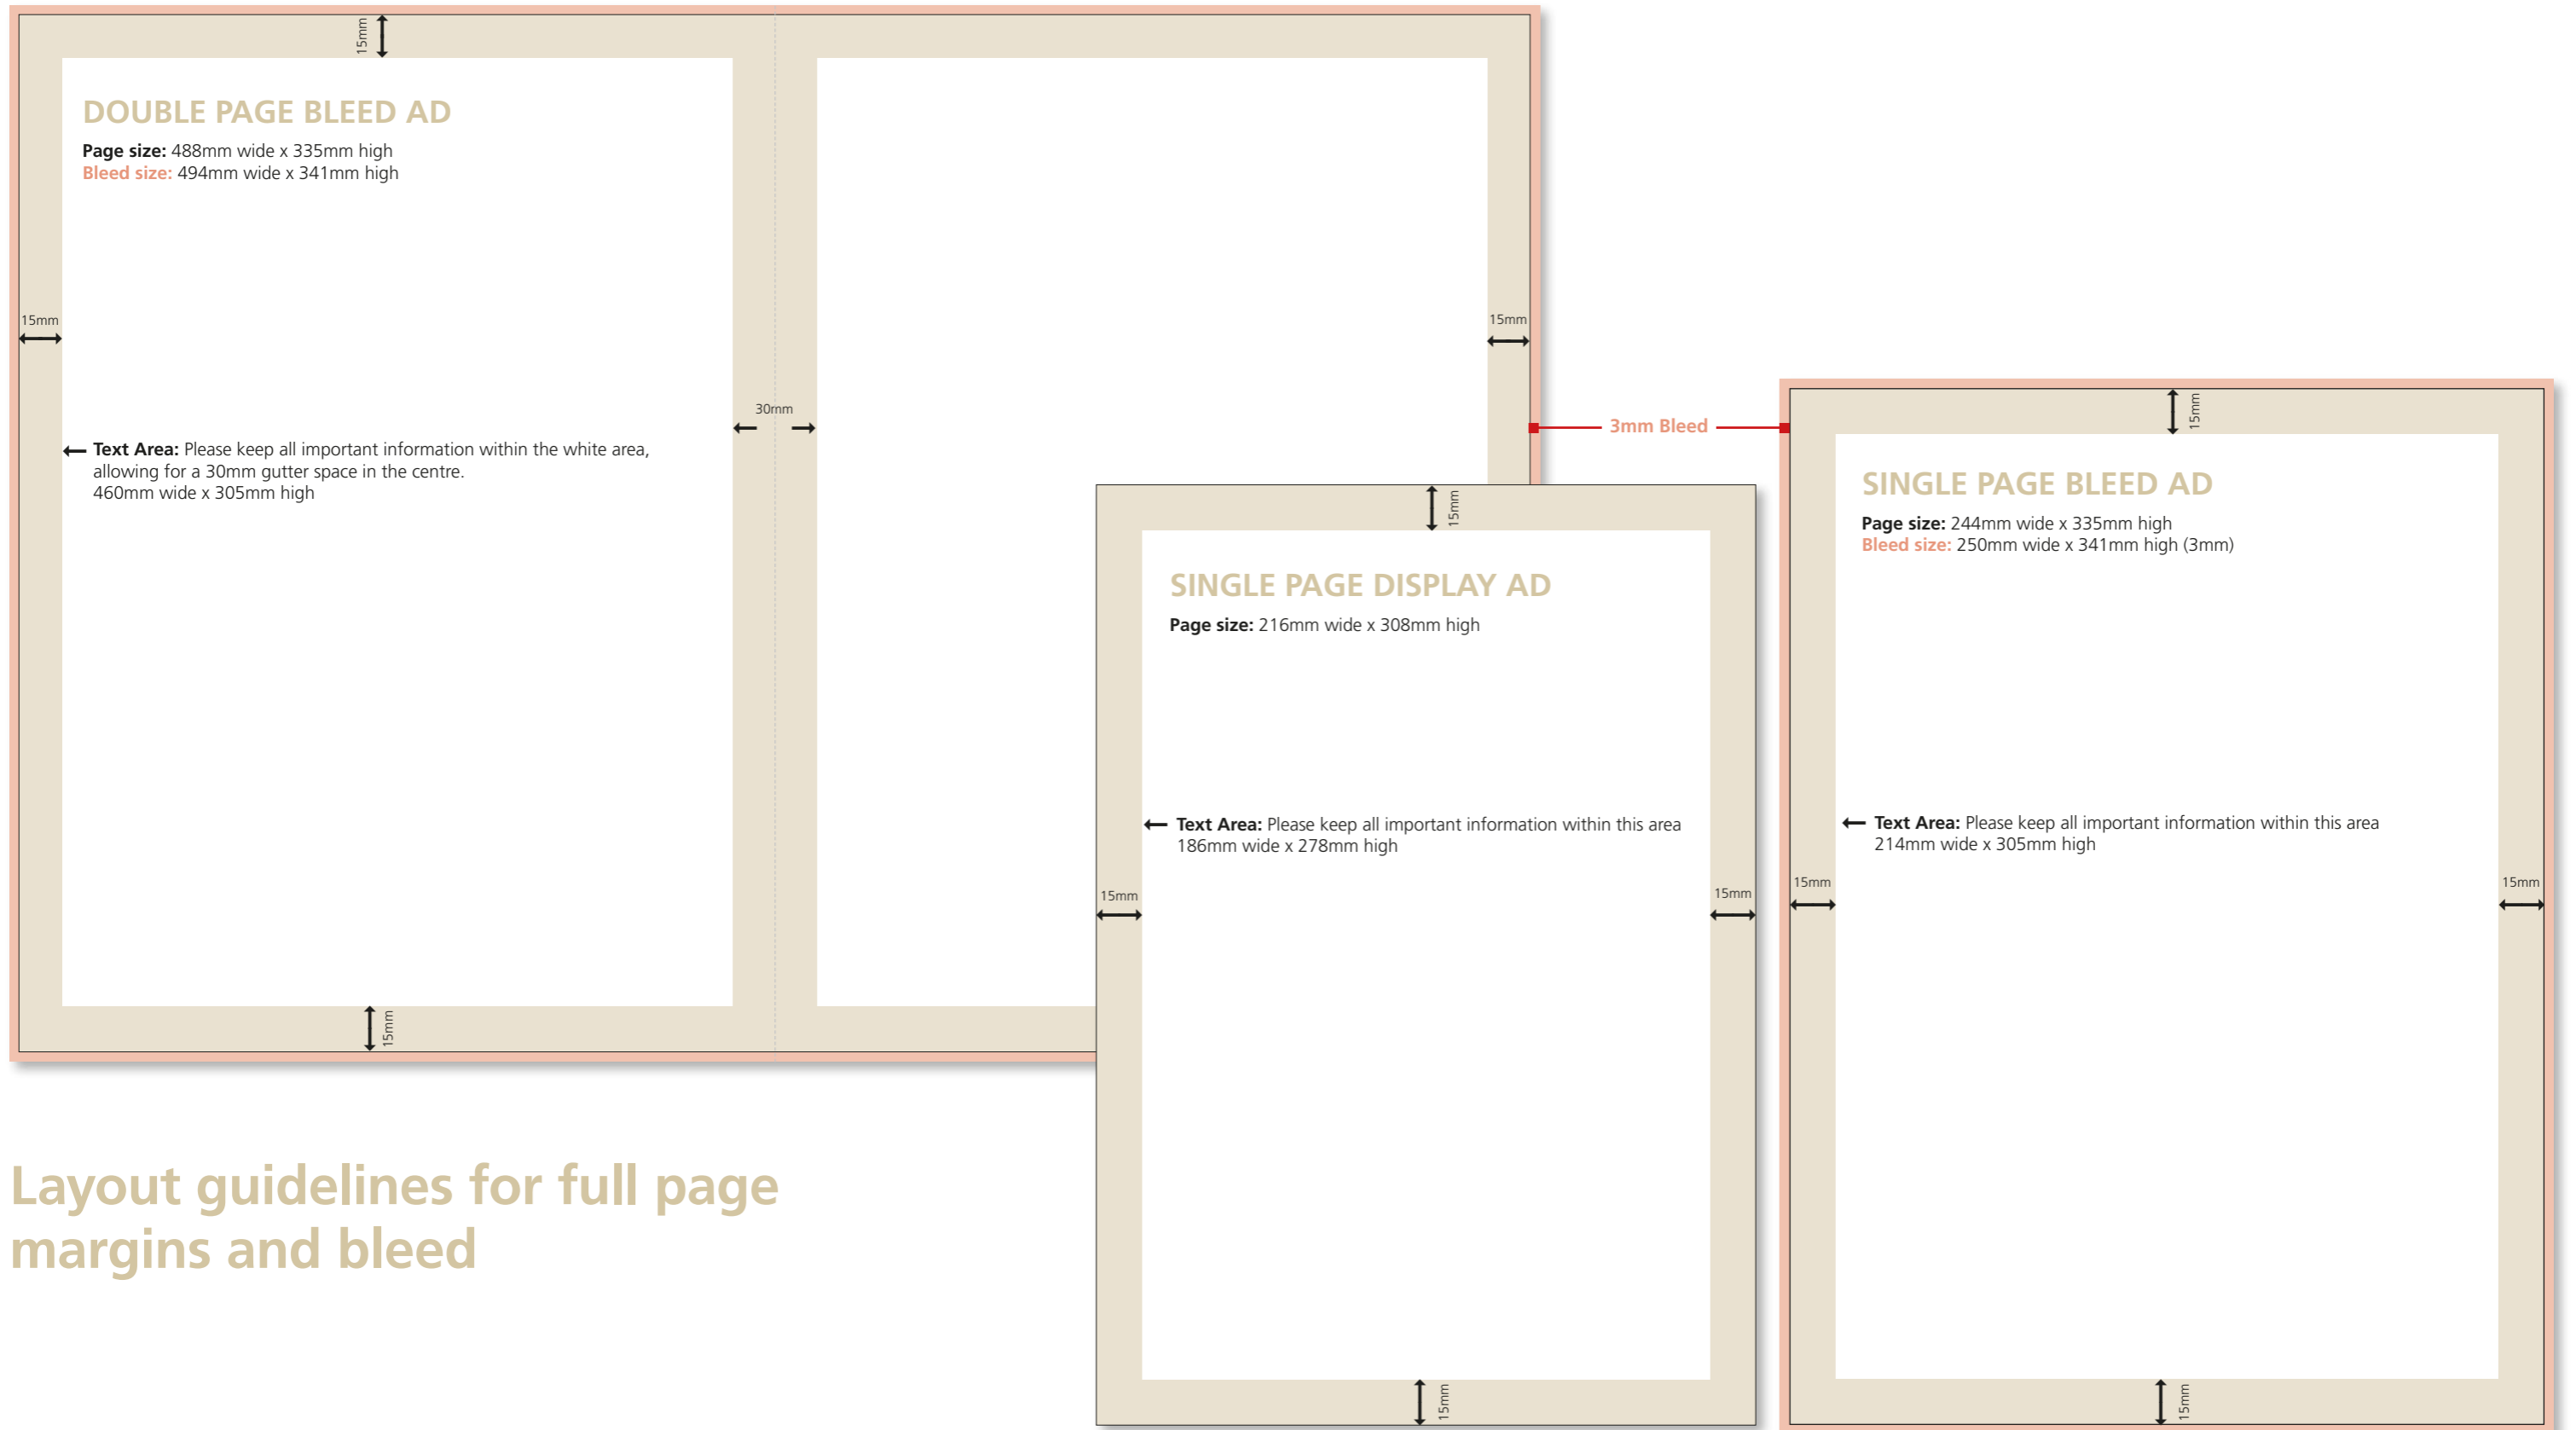 15mm
DOUBLE PAGE BLEED AD
Page size: 488mm wide x 335mm high
Bleed size: 494mm wide x 341mm high
15mm
15mm
30mm
Text Area: Please keep all important information within the white area,
allowing for a 30mm gutter space in the centre.
460mm wide x 305mm high
15mm
3mm Bleed
15mm
SINGLE PAGE DISPLAY AD
Page size: 216mm wide x 308mm high
Text Area: Please keep all important information within this area
186mm wide x 278mm high
15mm
15mm
15mm
15mm
SINGLE PAGE BLEED AD
Page size: 244mm wide x 335mm high
Bleed size: 250mm wide x 341mm high (3mm)
Text Area: Please keep all important information within this area
214mm wide x 305mm high
15mm
15mm
15mm
Layout guidelines for full page
margins and bleed